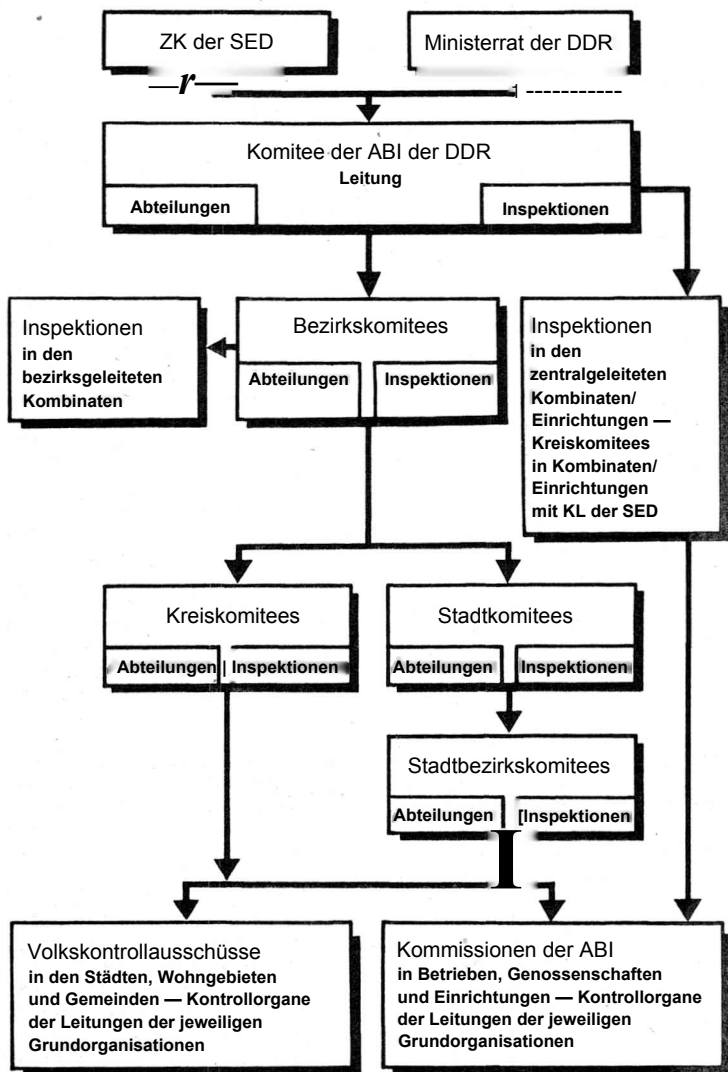 ZK der SED
Ministerrat der DDR
Komitee der ABI der DDR
Leitung
Abteilungen
Inspektionen
Inspektionen
in den
bezirksgeleiteten
Kombinaten
Bezirkskomitees
Abteilungen
Inspektionen
Inspektionen
in den
zentralgeleiteten
Kombinaten/
Einrichtungen —
Kreiskomitees
in Kombinaten/
Einrichtungen
mit KL der SED
Kreiskomitees
Abteilungen
Inspektionen
Stadtkomitees
Abteilungen
Inspektionen
Stadtbezirkskomitees
Abteilungen
Inspektionen
Volkskontrollausschüsse
in den Städten, Wohngebieten
und Gemeinden — Kontrollorgane
der Leitungen der jeweiligen
Grundorganisationen
Kommissionen der ABI
in Betrieben, Genossenschaften
und Einrichtungen — Kontrollorgane
der Leitungen der jeweiligen
Grundorganisationen